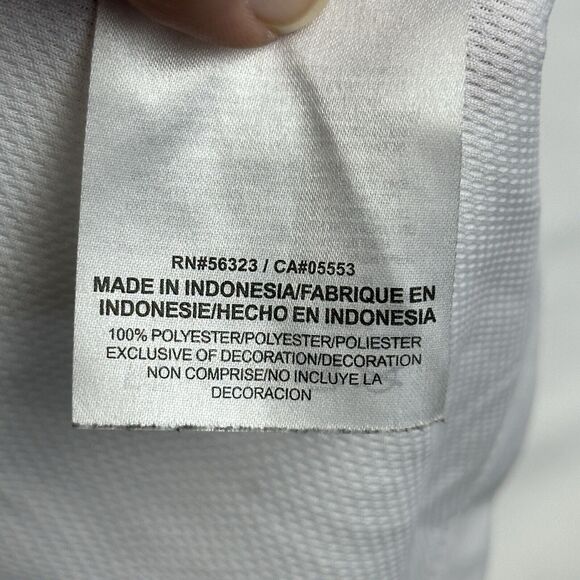 RN#56323 / CA#05553
MADE IN INDONESIA/FABRIQUE EN
INDONESIE/HECHO EN INDONESIA
100% POLYESTER/POLYESTER/POLIESTER
EXCLUSIVE OF DECORATION/DECORATION
NON COMPRISE/NO INCLUYE LA
DECORACION